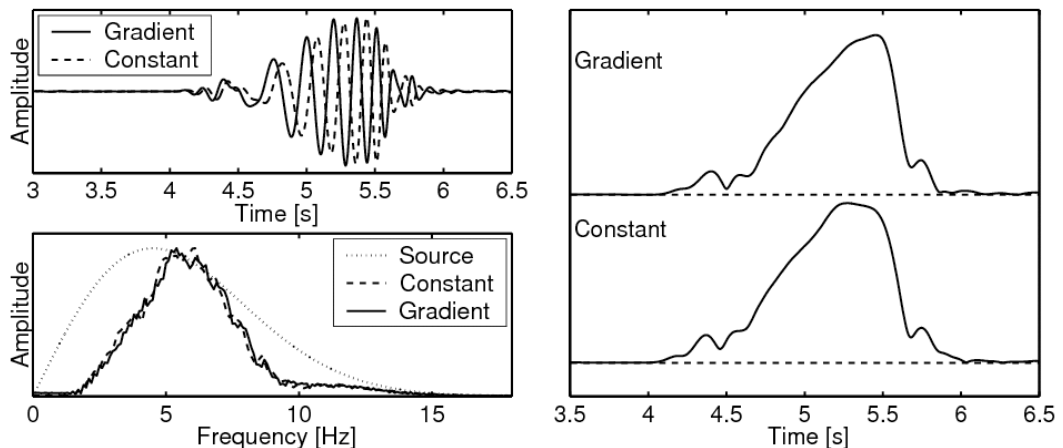 Gradient
Constant
Amplitude
3 3.5 4 4.5 5 5.5 6 6.5
Time [s]
Source
Constant
Gradient
Amplitude
0 5 10 15
Frequency [Hz]
Gradient
Constant
3.5 4 4.5 5 5.5 6 6.5
Time [s]